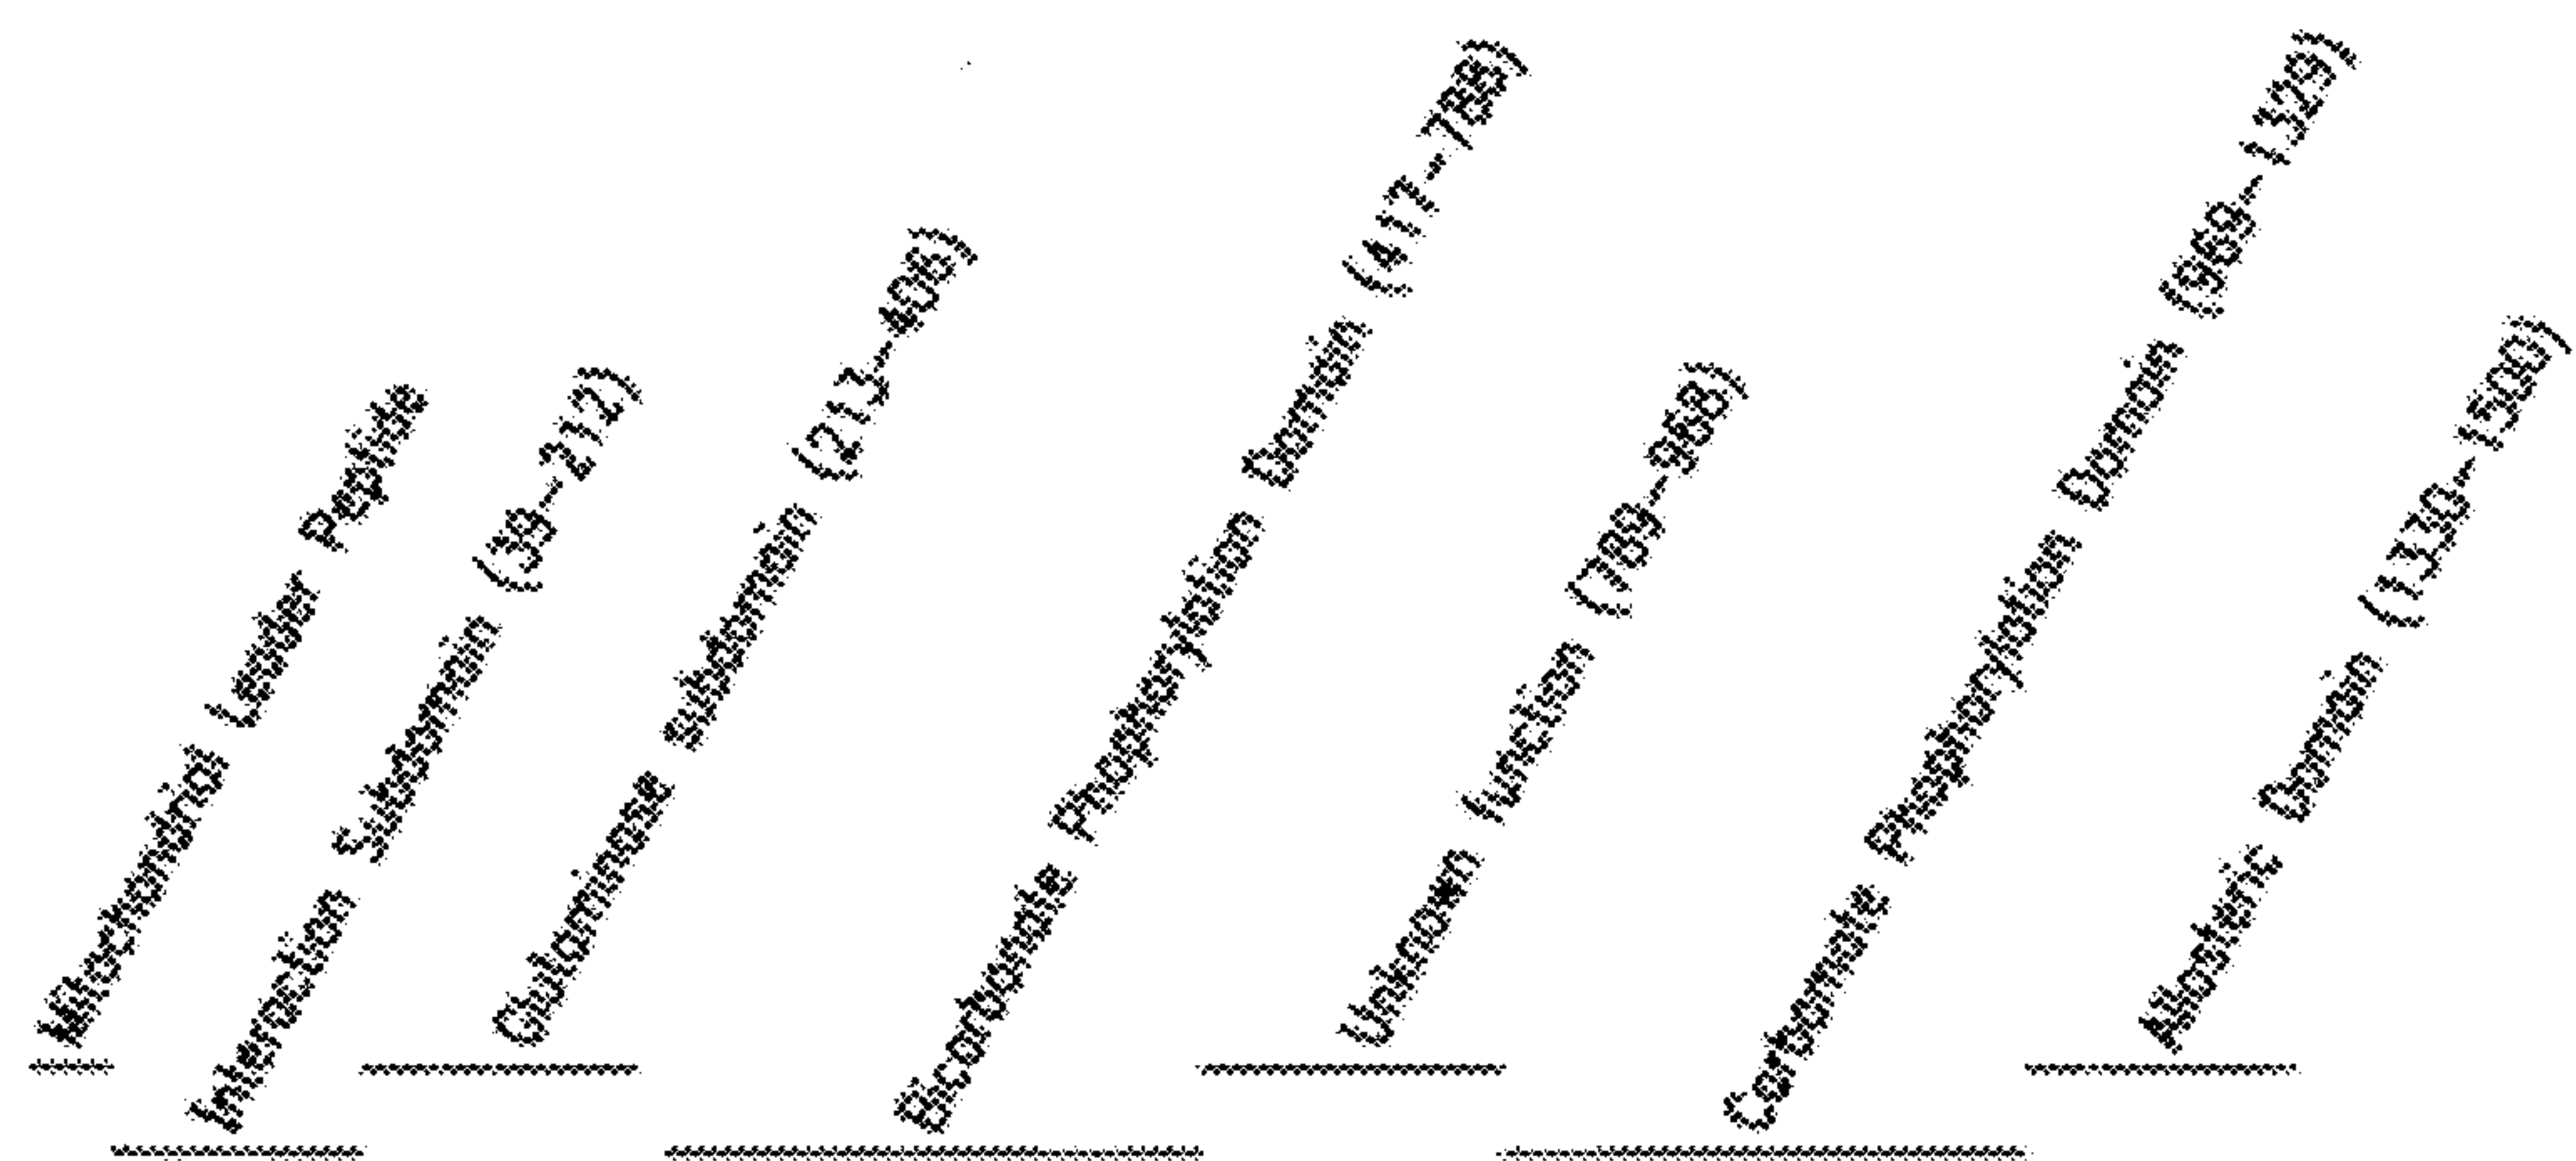 Mitochondrial Leader Peptide
Interaction Subdomain (39-212)
Glutaminase subdomain (213-406)
Bicarbonate Phosphorylation Domain (417-788)
Unknown function (789-968)
Carbamate Phosphorylation Domain (969-1329)
Allosteric Domain (1330-1500)